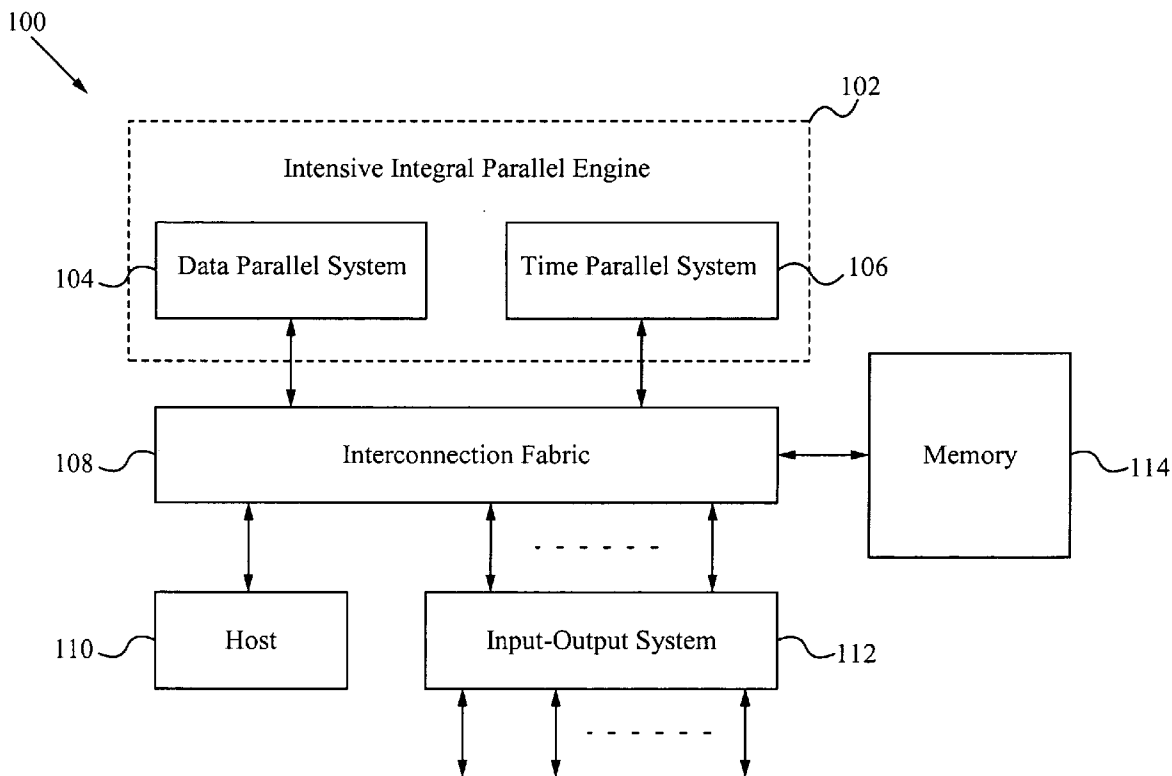 100
102
Intensive Integral Parallel Engine
Data Parallel System
Time Parallel System
104
106
Interconnection Fabric
Memory
108
114
Host
Input-Output System
110
112